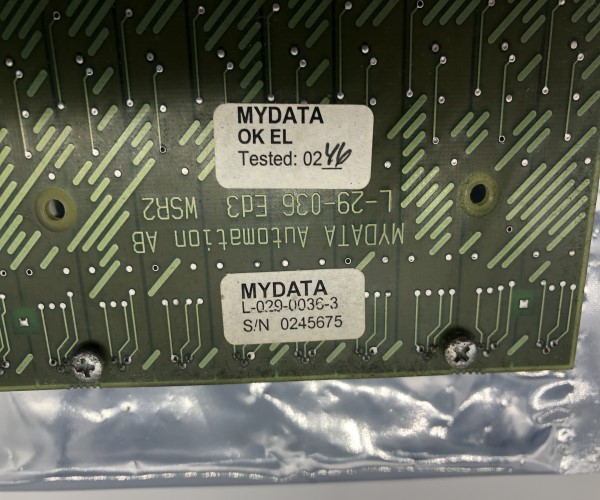 MYDATA
OK EL
Tested: 0246
L-29-036 Ed3 WSR2
MYDATA Automation AB
MYDATA
L-029-0036-3
S/N 0245675